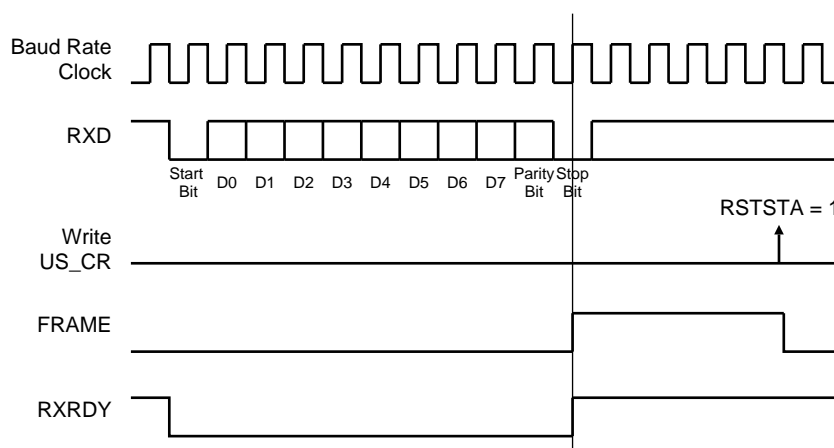 Baud Rate
Clock
RXD
Start
Bit
D0
D1
D2
D3
D4
D5
D6
D7
Parity
Bit
Stop
Bit
RSTSTA = 1
Write
US_CR
FRAME
RXRDY